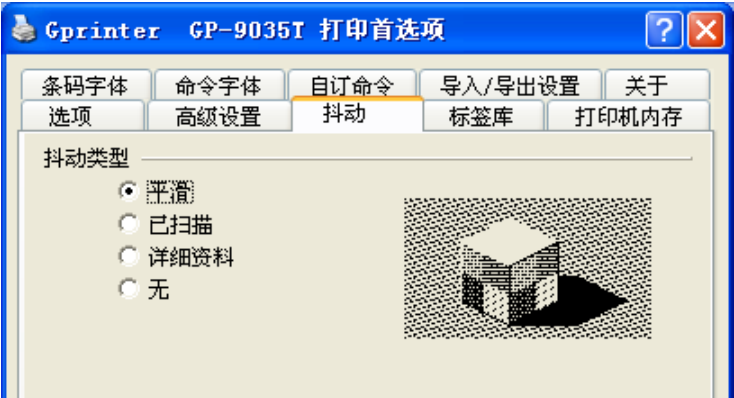 Gprinter GP-9035T 打印首选项
条码字体 命令字体 自订命令 导入/导出设置 关于
选项 高级设置 抖动 标签库 打印机内存
抖动类型
平滑
已扫描
详细资料
无